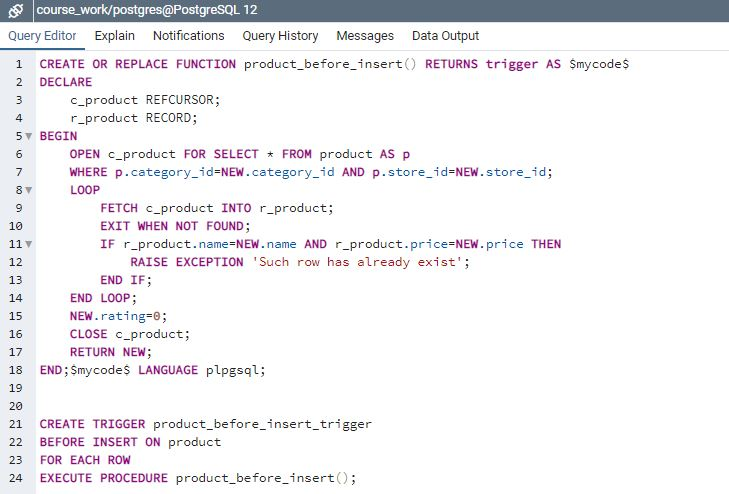 course_work/postgres@PostgreSQL 12
Query Editor Explain Notifications Query History Messages Data Output
1 CREATE OR REPLACE FUNCTION product_before_insert() RETURNS trigger AS $mycode$
2 DECLARE
3 c_product REFCURSOR;
4 r_product RECORD;
5 BEGIN
6 OPEN c_product FOR SELECT * FROM product AS p
7 WHERE p.category_id=NEW.category_id AND p.store_id=NEW.store_id;
8 LOOP
9 FETCH c_product INTO r_product;
10 EXIT WHEN NOT FOUND;
11 IF r_product.name=NEW.name AND r_product.price=NEW.price THEN
12 RAISE EXCEPTION 'Such row has already exist';
13 END IF;
14 END LOOP;
15 NEW.rating=0;
16 CLOSE c_product;
17 RETURN NEW;
18 END;$mycode$ LANGUAGE plpgsql;
19
20
21 CREATE TRIGGER product_before_insert_trigger
22 BEFORE INSERT ON product
23 FOR EACH ROW
24 EXECUTE PROCEDURE product_before_insert();